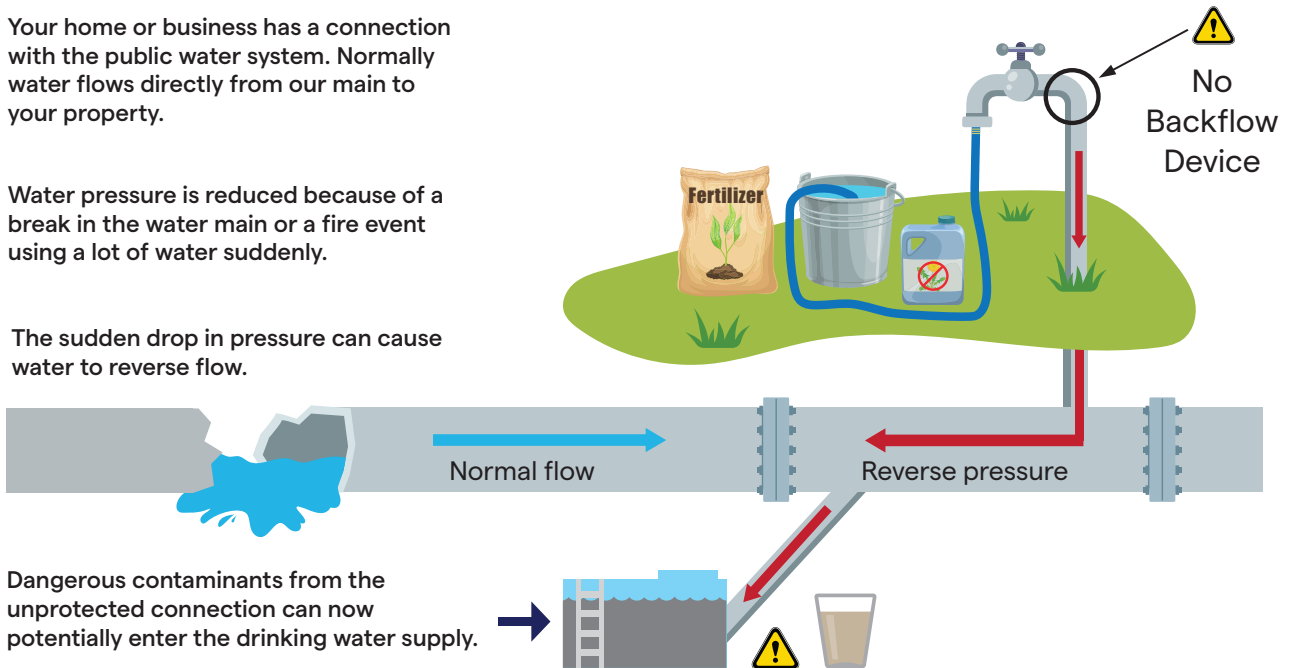 Your home or business has a connection
with the public water system. Normally
water flows directly from our main to
your property.
Water pressure is reduced because of a
break in the water main or a fire event
using a lot of water suddenly.
The sudden drop in pressure can cause
water to reverse flow.
No
Backflow
Device
Fertilizer
Normal flow
Reverse pressure
Dangerous contaminants from the
unprotected connection can now
potentially enter the drinking water supply.